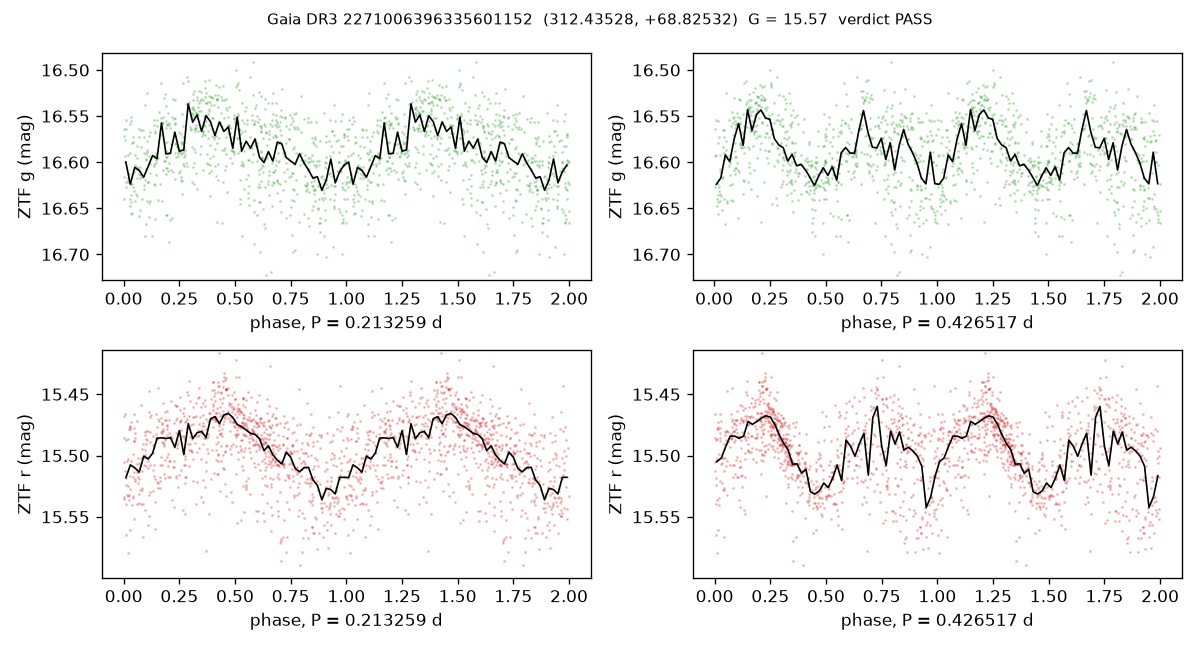 Gaia DR3 2271006396335601152  (312.43528, +68.82532)  G = 15.57  verdict PASS
ZTF g (mag)
16.50
16.55
16.60
16.65
16.70
0.00 0.25 0.50 0.75 1.00 1.25 1.50 1.75 2.00
phase, P = 0.213259 d
ZTF g (mag)
16.50
16.55
16.60
16.65
16.70
0.00 0.25 0.50 0.75 1.00 1.25 1.50 1.75 2.00
phase, P = 0.426517 d
ZTF r (mag)
15.45
15.50
15.55
0.00 0.25 0.50 0.75 1.00 1.25 1.50 1.75 2.00
phase, P = 0.213259 d
ZTF r (mag)
15.45
15.50
15.55
0.00 0.25 0.50 0.75 1.00 1.25 1.50 1.75 2.00
phase, P = 0.426517 d